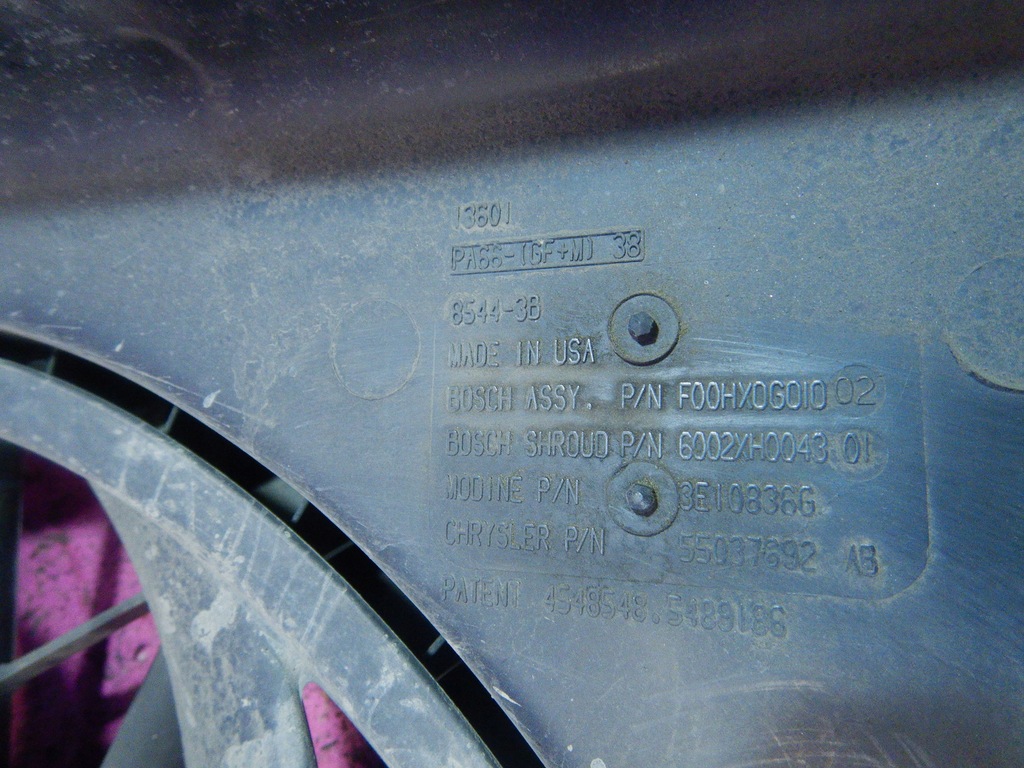 13601
PA66-(GF+M) 38
8544-3B
MADE IN USA
BOSCH ASSY. P/N F00HX0G010 02
BOSCH SHROUD P/N 6002XH0043 01
MODINE P/N 3E10836G
CHRYSLER P/N 55037692 AB
PATENT 4548548.5489186